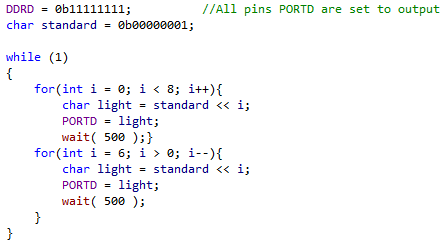 DDRD = 0b11111111;          //All pins PORTD are set to output
char standard = 0b00000001;

while (1)
{
    for(int i = 0; i < 8; i++){
        char light = standard << i;
        PORTD = light;
        wait( 500 );}
    for(int i = 6; i > 0; i--){
        char light = standard << i;
        PORTD = light;
        wait( 500 );
    }
}